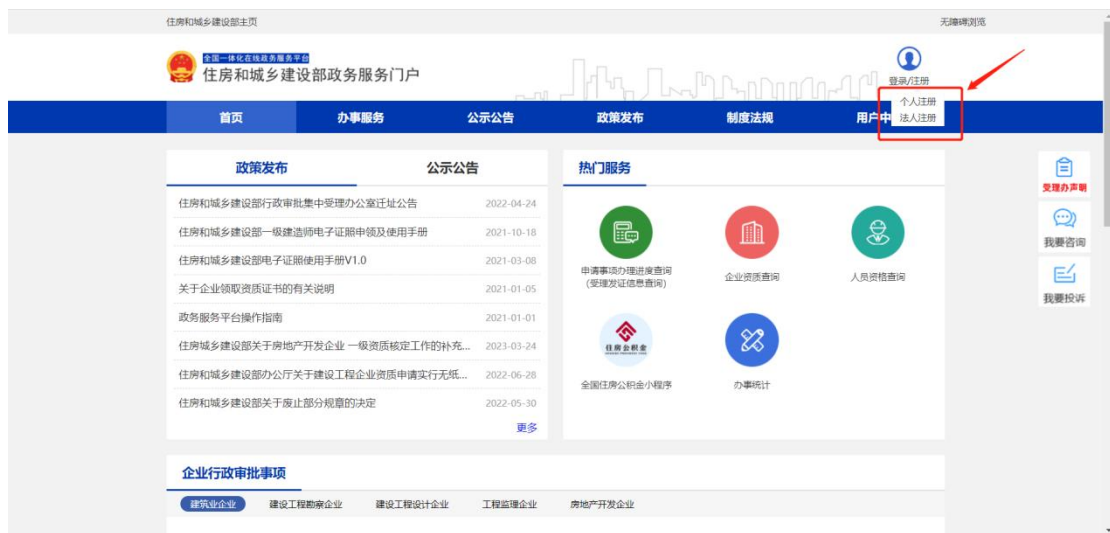 住房和城乡建设部主页
无障碍浏览
全国一体化在线政务服务平台
住房和城乡建设部政务服务门户
登录/注册
个人注册
法人注册
首页
办事服务
公示公告
政策发布
制度法规
用户中
政策发布
公示公告
住房和城乡建设部行政审批集中受理办公室迁址公告 2022-04-24
住房和城乡建设部一级建造师电子证照申领及使用手册 2021-10-18
住房和城乡建设部电子证照使用手册V1.0 2021-03-08
关于企业领取资质证书的有关说明 2021-01-05
政务服务平台操作指南 2021-01-01
住房城乡建设部关于房地产开发企业 一级资质核定工作的补充... 2023-03-24
住房和城乡建设部办公厅关于建设工程企业资质申请实行无纸... 2022-06-28
住房和城乡建设部关于废止部分规章的决定 2022-05-30
更多
热门服务
申请事项办理进度查询
(受理发证信息查询)
企业资质查询
人员资格查询
住房公积金
全国住房公积金小程序
办事统计
受理办声明
我要咨询
我要投诉
企业行政审批事项
建筑业企业
建设工程勘察企业
建设工程设计企业
工程监理企业
房地产开发企业